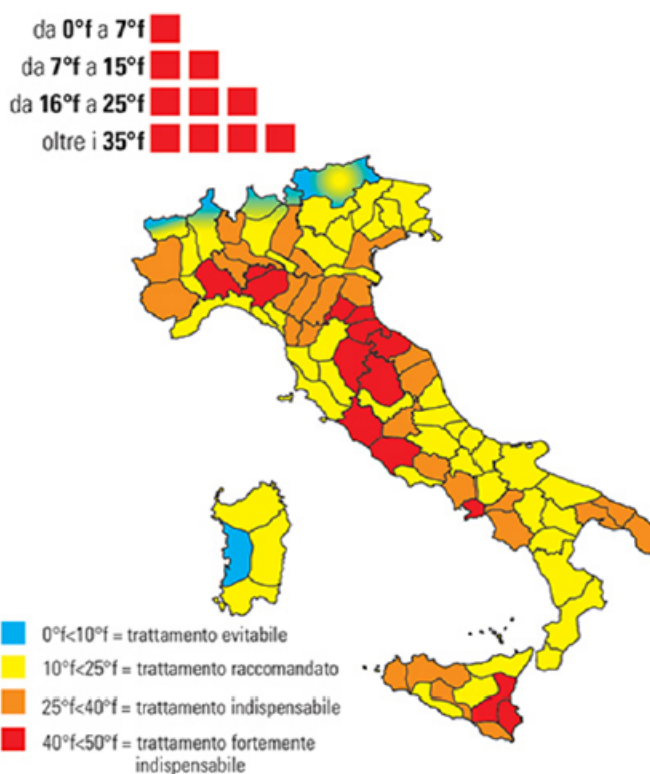 da 0°f a 7°f
da 7°f a 15°f
da 16°f a 25°f
oltre i 35°f
0°f<10°f = trattamento evitabile
10°f<25°f = trattamento raccomandato
25°f<40°f = trattamento indispensabile
40°f<50°f = trattamento fortemente
indispensabile